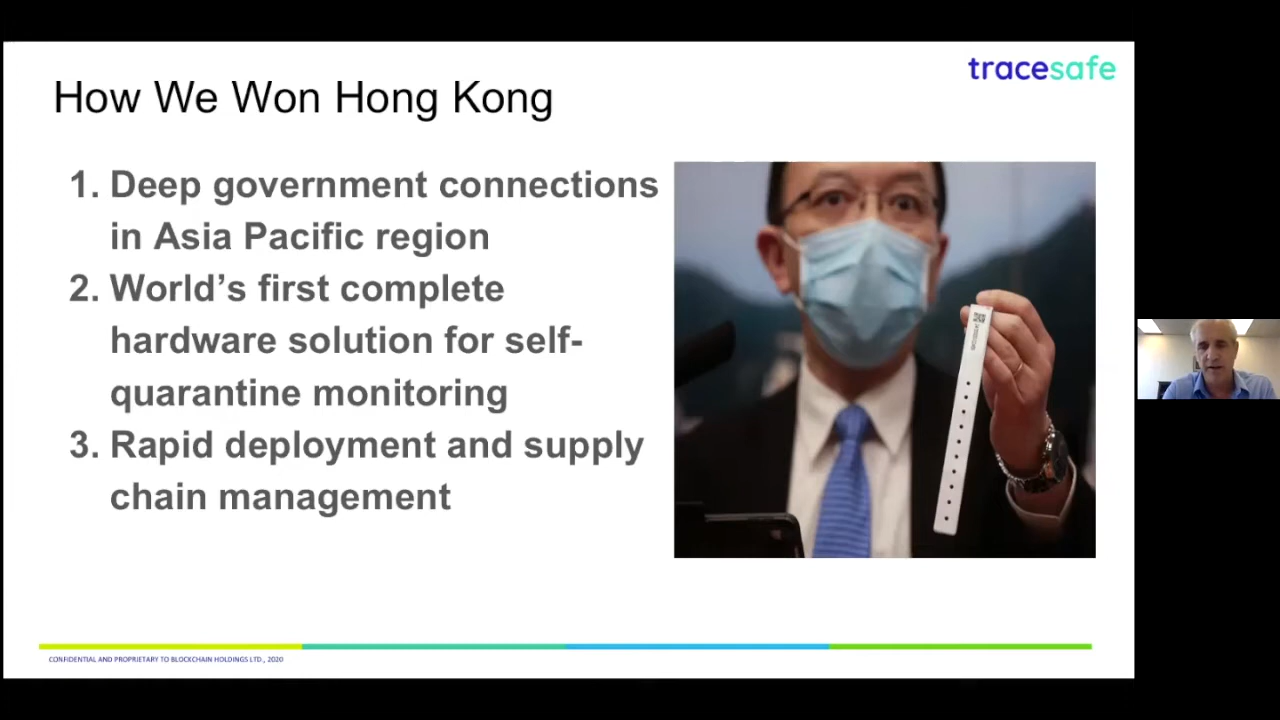 tracesafe
How We Won Hong Kong
1. Deep government connections
in Asia Pacific region
2. World's first complete
hardware solution for self-
quarantine monitoring
3. Rapid deployment and supply
chain management
CONFIDENTIAL AND PROPRIETARY TO BLOCKCHAIN HOLDINGS LTD., 2020